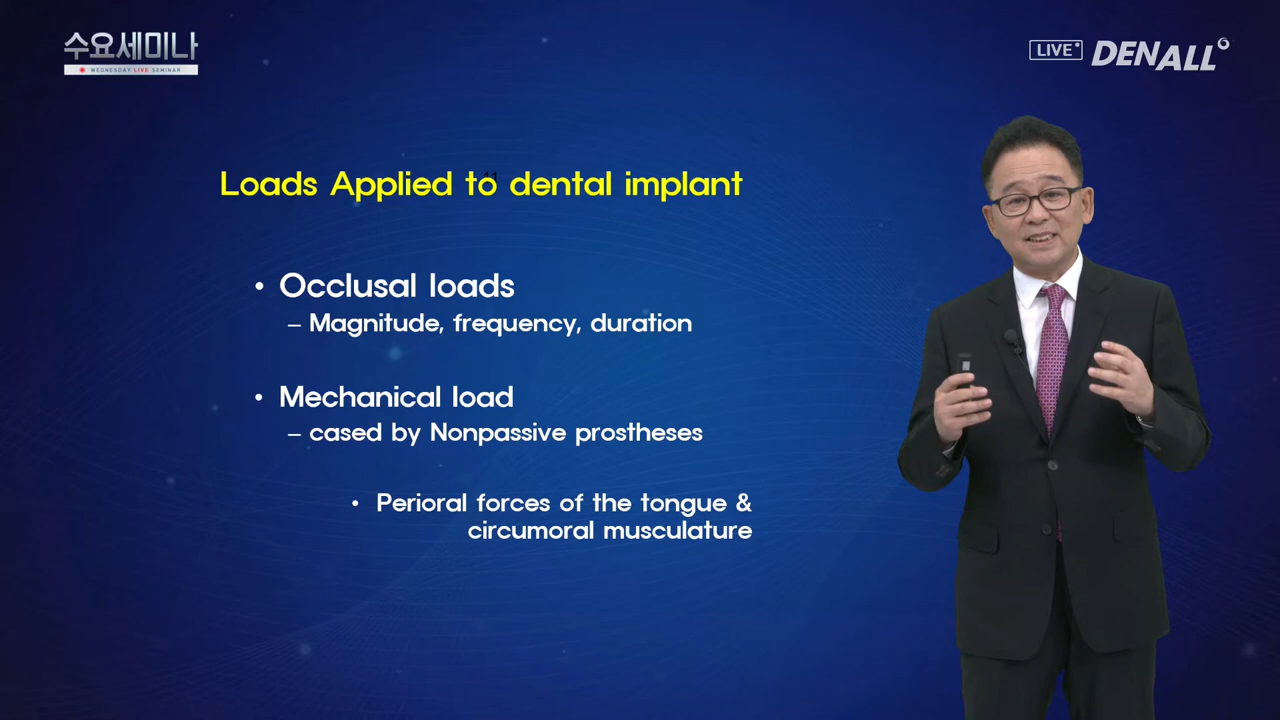 수요세미나
WEDNESDAY LIVE SEMINAR
LIVE
DENALL
Loads Applied to dental implant
• Occlusal loads
– Magnitude, frequency, duration
• Mechanical load
– cased by Nonpassive prostheses
• Perioral forces of the tongue &
circumoral musculature